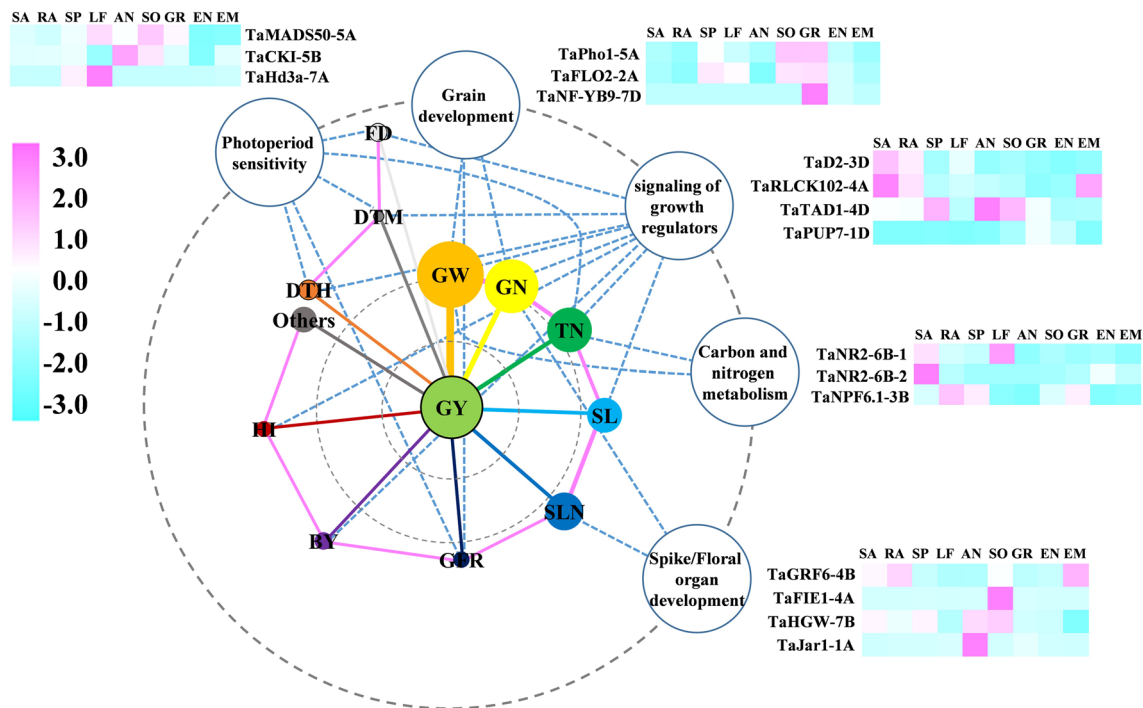 SA RA SP LF AN SO GR EN EM
TaMADS50-5A
TaCKI-5B
TaHd3a-7A
SA RA SP LF AN SO GR EN EM
TaPho1-5A
TaFLO2-2A
TaNF-YB9-7D
Photoperiod
sensitivity
Grain
development
signaling of
growth
regulators
Carbon and
nitrogen
metabolism
Spike/Floral
organ
development
3.0
2.0
1.0
0.0
-1.0
-2.0
-3.0
FD
DTM
DTH
Others
GW
GN
TN
GY
SL
HI
SLN
BY
GFR
SA RA SP LF AN SO GR EN EM
TaD2-3D
TaRLCK102-4A
TaTAD1-4D
TaPUP7-1D
SA RA SP LF AN SO GR EN EM
TaNR2-6B-1
TaNR2-6B-2
TaNPF6.1-3B
SA RA SP LF AN SO GR EN EM
TaGRF6-4B
TaFIE1-4A
TaHGW-7B
TaJar1-1A